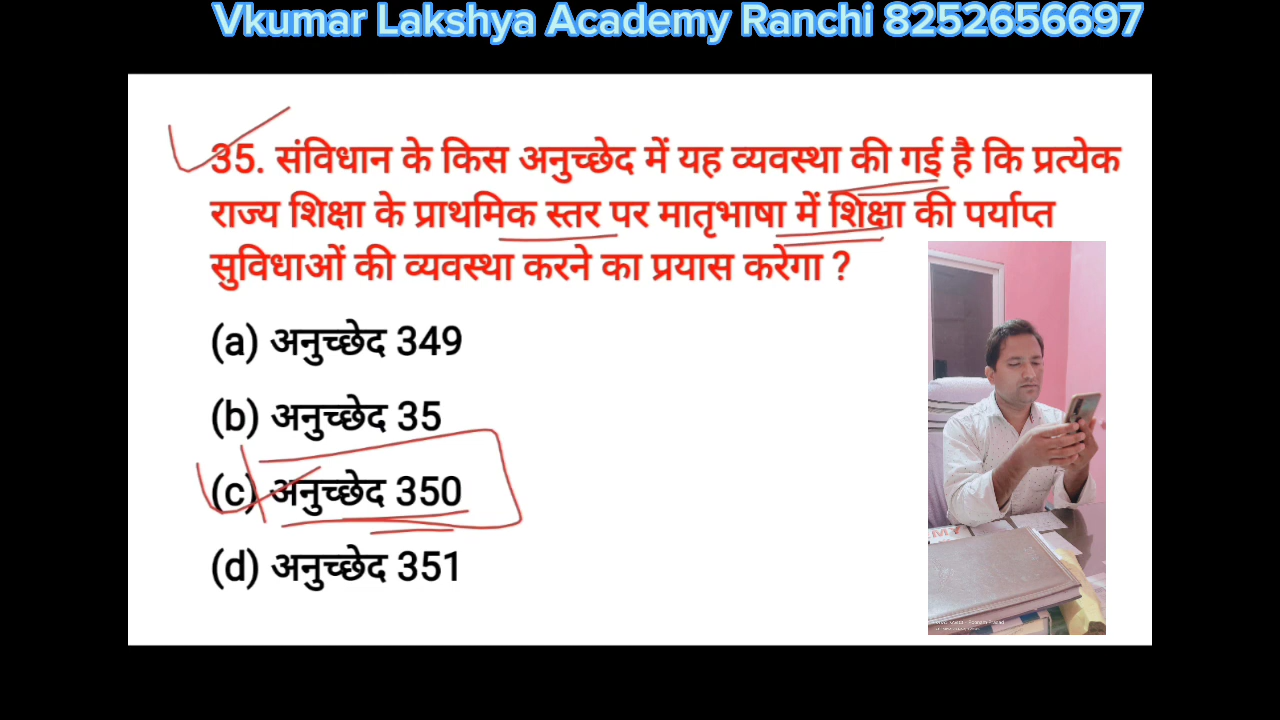 Vkumar Lakshya Academy Ranchi 8252656697
35. संविधान के किस अनुच्छेद में यह व्यवस्था की गई है कि प्रत्येक
राज्य शिक्षा के प्राथमिक स्तर पर मातृभाषा में शिक्षा की पर्याप्त
सुविधाओं की व्यवस्था करने का प्रयास करेगा ?
(a) अनुच्छेद 349
(b) अनुच्छेद 35
(c) अनुच्छेद 350
(d) अनुच्छेद 351